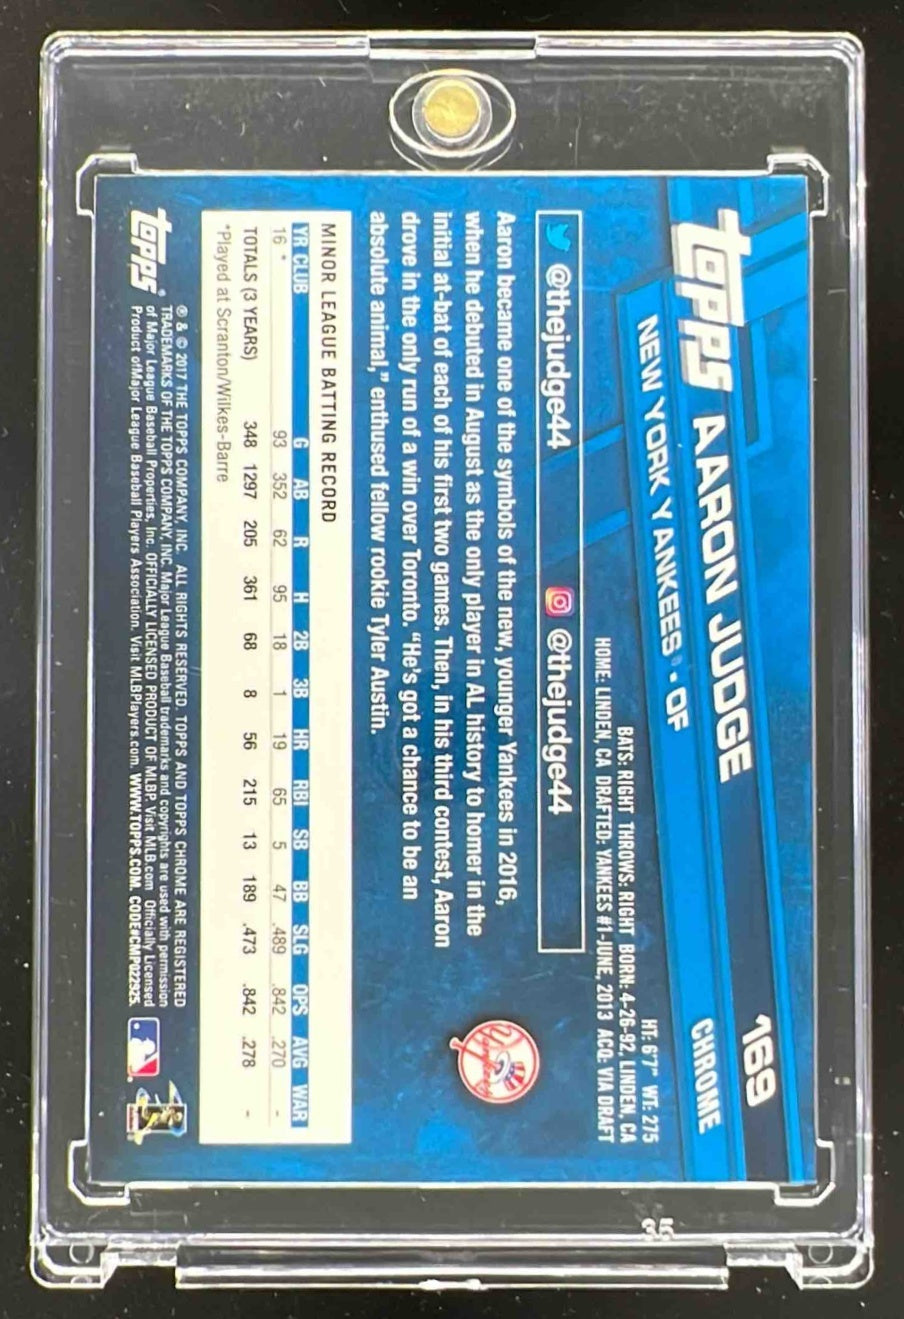 topps AARON JUDGE 169
NEW YORK YANKEES® • OF CHROME
HT: 6'7" WT: 275
BATS: RIGHT THROWS: RIGHT BORN: 4-26-92, LINDEN, CA
HOME: LINDEN, CA DRAFTED: YANKEES #1-JUNE, 2013 ACQ: VIA DRAFT
@thejudge44 @thejudge44
Aaron became one of the symbols of the new, younger Yankees in 2016,
when he debuted in August as the only player in AL history to homer in the
initial at-bat of each of his first two games. Then, in his third contest, Aaron
drove in the only run of a win over Toronto. "He's got a chance to be an
absolute animal," enthused fellow rookie Tyler Austin.
Yankees
MINOR LEAGUE BATTING RECORD
YR CLUB G AB R H 2B 3B HR RBI SB BB SLG OPS AVG WAR
16 * 93 352 62 95 18 1 19 65 5 47 .489 .842 .270 -
TOTALS (3 YEARS) 348 1297 205 361 68 8 56 215 13 189 .473 .842 .278 -
*Played at Scranton/Wilkes-Barre
topps®
® & © 2017 THE TOPPS COMPANY, INC. ALL RIGHTS RESERVED. TOPPS AND TOPPS CHROME ARE REGISTERED
TRADEMARKS OF THE TOPPS COMPANY, INC. Major League Baseball trademarks and copyrights are used with permission
of Major League Baseball Properties, Inc. OFFICIALLY LICENSED PRODUCT OF MLBP. Visit MLB.com Officially Licensed
Product of Major League Baseball Players Association. Visit MLBPlayers.com. WWW.TOPPS.COM. CODE#CMP022925.
35